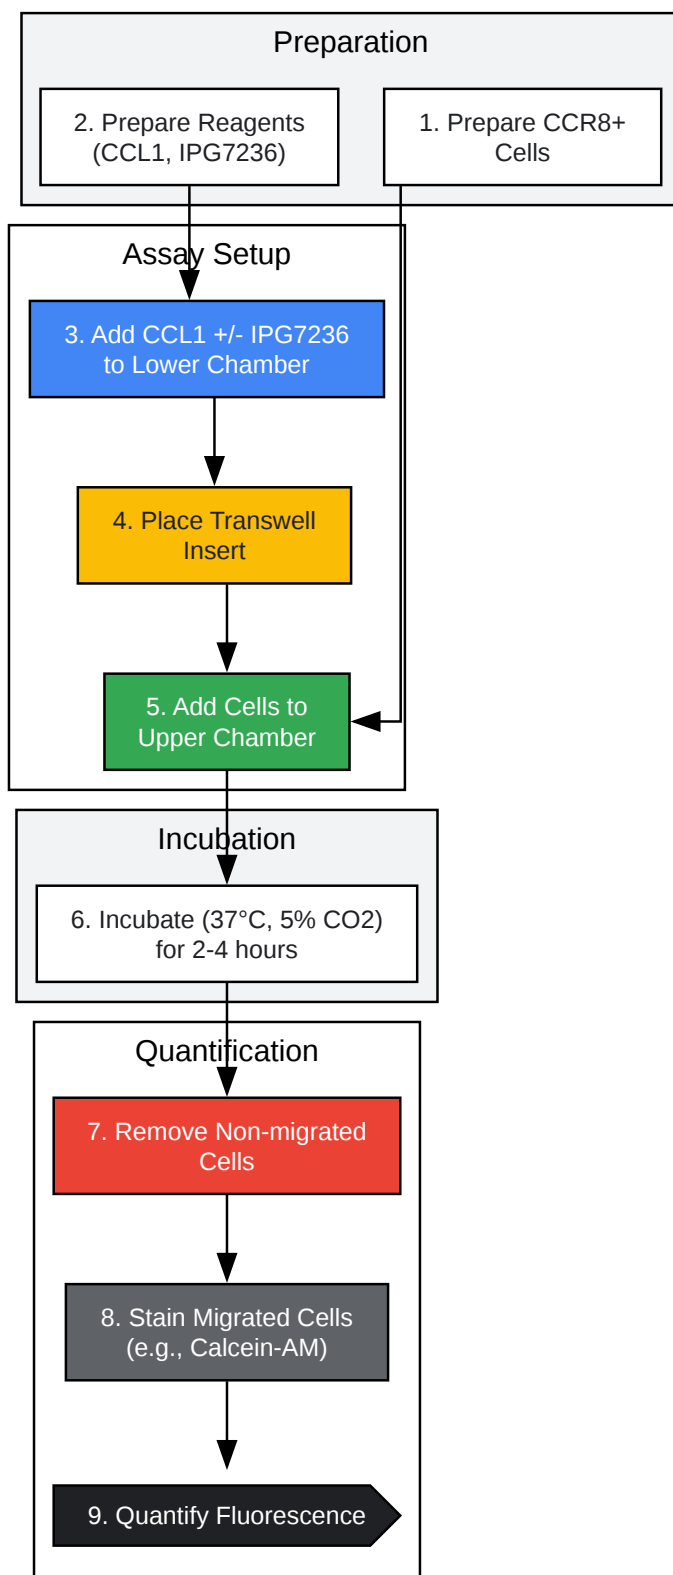 Preparation
2. Prepare Reagents
(CCL1, IPG7236)
1. Prepare CCR8+
Cells
Assay Setup
3. Add CCL1 +/- IPG7236
to Lower Chamber
4. Place Transwell
Insert
5. Add Cells to
Upper Chamber
Incubation
6. Incubate (37°C, 5% CO2)
for 2-4 hours
Quantification
7. Remove Non-migrated
Cells
8. Stain Migrated Cells
(e.g., Calcein-AM)
9. Quantify Fluorescence